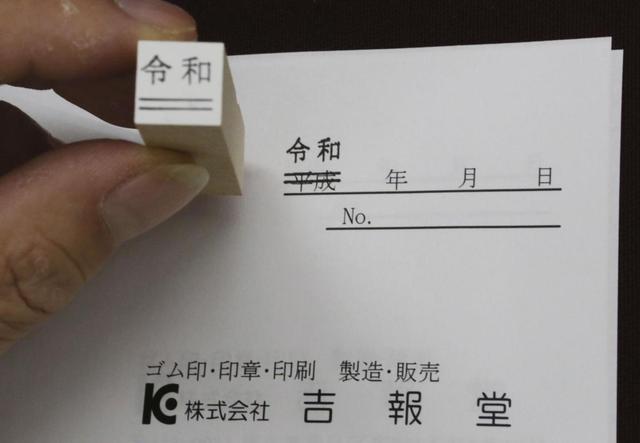 令和
令和
平成 年 月 日
No.
ゴム印・印章・印刷 製造・販売
株式会社 吉報堂